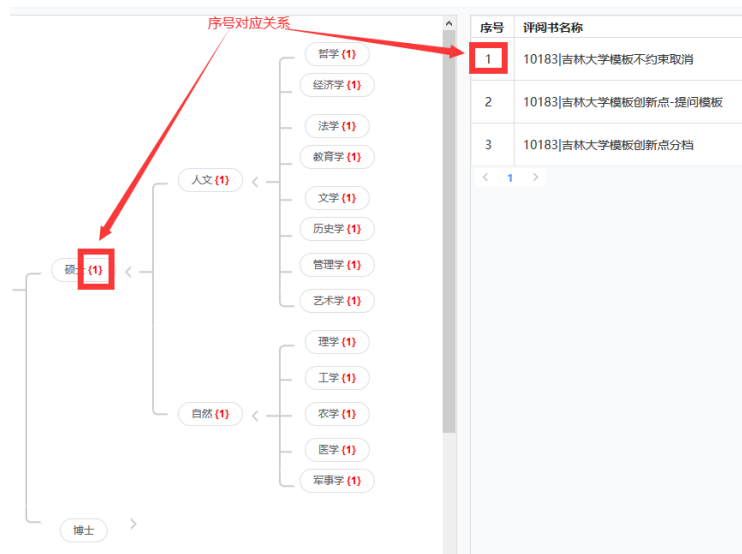 序号对应关系
哲学 {1}
经济学 {1}
法学 {1}
教育学 {1}
人文 {1}
文学 {1}
历史学 {1}
管理学 {1}
艺术学 {1}
硕士 {1}
理学 {1}
工学 {1}
自然 {1}
农学 {1}
医学 {1}
军事学 {1}
博士
序号 评阅书名称
1 10183|吉林大学模板不约束取消
2 10183|吉林大学模板创新点-提问模板
3 10183|吉林大学模板创新点分档
< 1 >